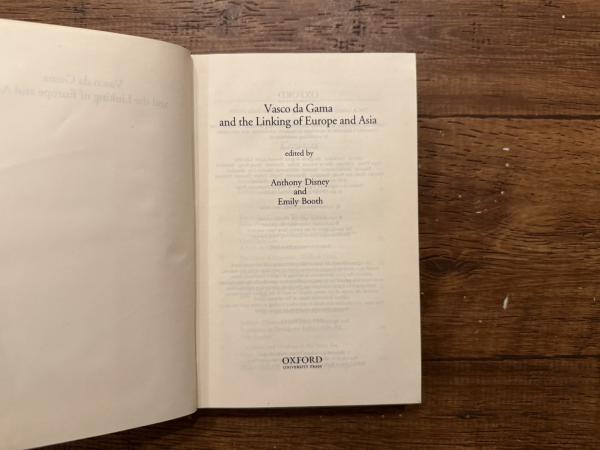 Vasco da Gama
and the Linking of Europe and Asia
edited by
Anthony Disney
and
Emily Booth
OXFORD
UNIVERSITY PRESS